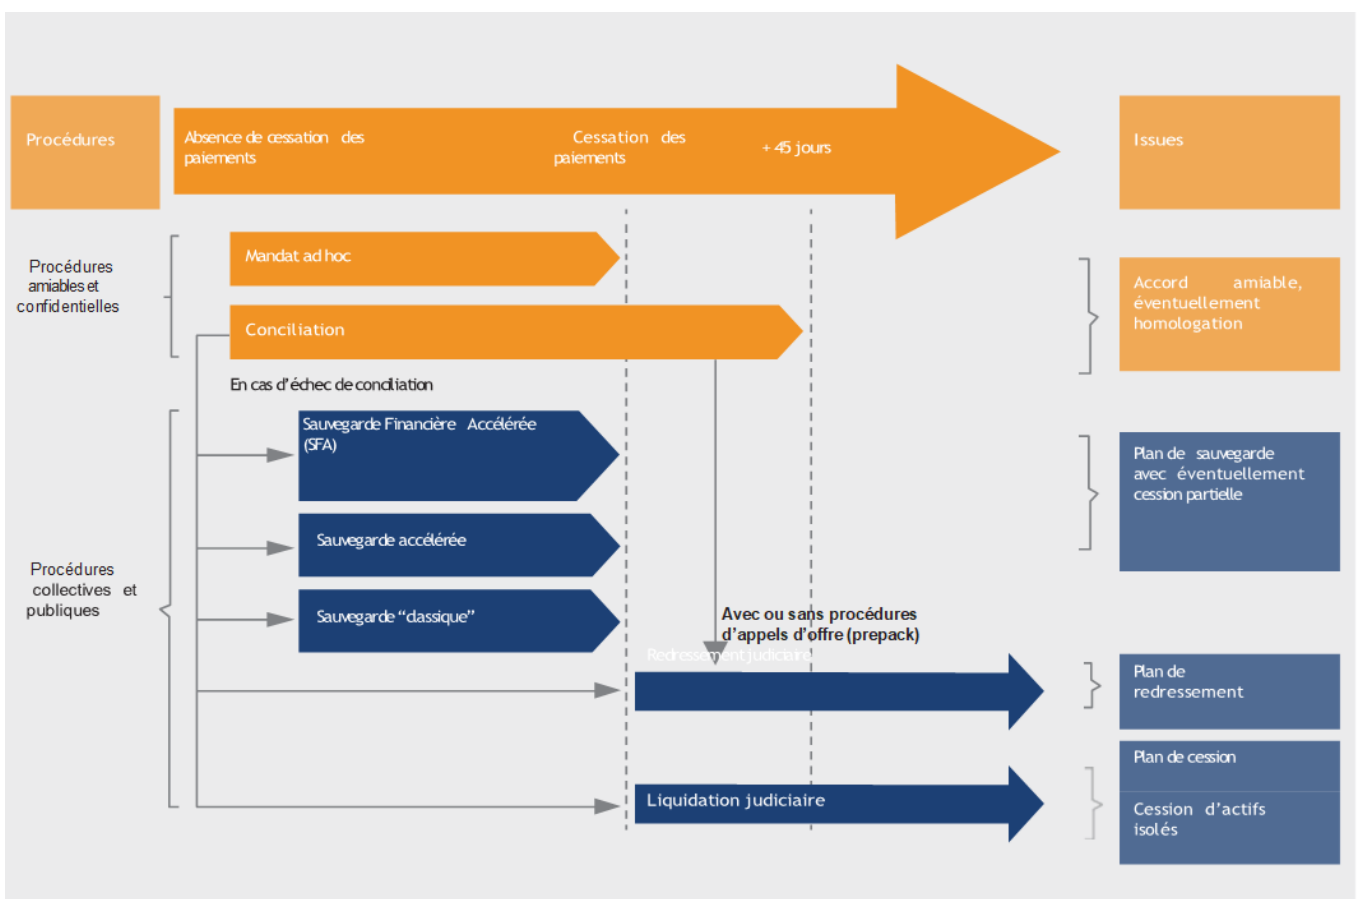 Procédures
Absence de cessation des
paiements
Cessation des
paiements
+ 45 jours
Issues
Procédures
amiables et
confidentielles
Mandat ad hoc
Conciliation
Accord amiable,
éventuellement
homologation
En cas d'échec de conciliation
Procédures
collectives et
publiques
Sauvegarde Financière Accélérée
(SFA)
Sauvegarde accélérée
Sauvegarde “classique”
Plan de sauvegarde
avec éventuellement
cession partielle
Avec ou sans procédures
d'appels d'offre (prepack)
Redressement judiciaire
Plan de
redressement
Liquidation judiciaire
Plan de cession
Cession d'actifs
isolés